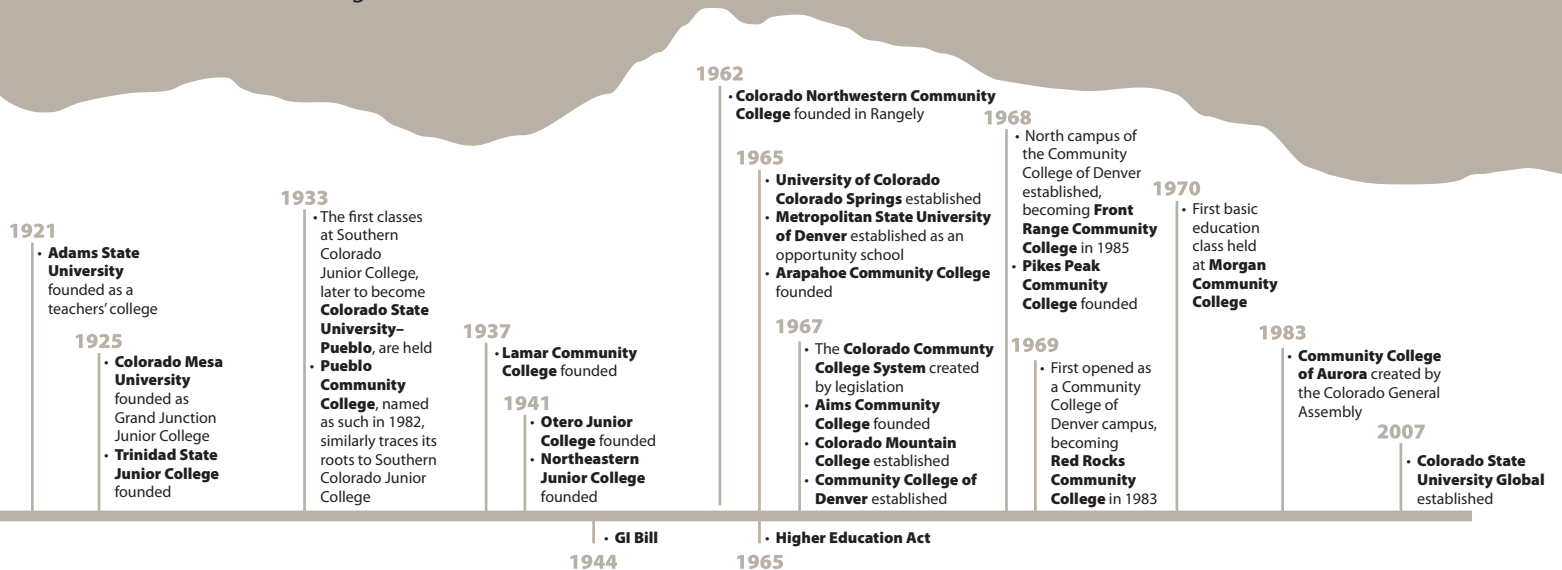 1921
• Adams State
University
founded as a
teachers' college
1925
• Colorado Mesa
University
founded as
Grand Junction
Junior College
• Trinidad State
Junior College
founded
1933
• The first classes
at Southern
Colorado
Junior College,
later to become
Colorado State
University–
Pueblo, are held
• Pueblo
Community
College, named
as such in 1982,
similarly traces its
roots to Southern
Colorado Junior
College
1937
• Lamar Community
College founded
1941
• Otero Junior
College founded
• Northeastern
Junior College
founded
1944
• GI Bill
1962
• Colorado Northwestern Community
College founded in Rangely
1965
• University of Colorado
Colorado Springs established
• Metropolitan State University
of Denver established as an
opportunity school
• Arapahoe Community College
founded
1965
• Higher Education Act
1967
• The Colorado Communty
College System created
by legislation
• Aims Community
College founded
• Colorado Mountain
College established
• Community College of
Denver established
1968
• North campus of
the Community
College of Denver
established,
becoming Front
Range Community
College in 1985
• Pikes Peak
Community
College founded
1969
• First opened as
a Community
College of
Denver campus,
becoming
Red Rocks
Community
College in 1983
1970
• First basic
education
class held
at Morgan
Community
College
1983
• Community College
of Aurora created by
the Colorado General
Assembly
2007
• Colorado State
University Global
established